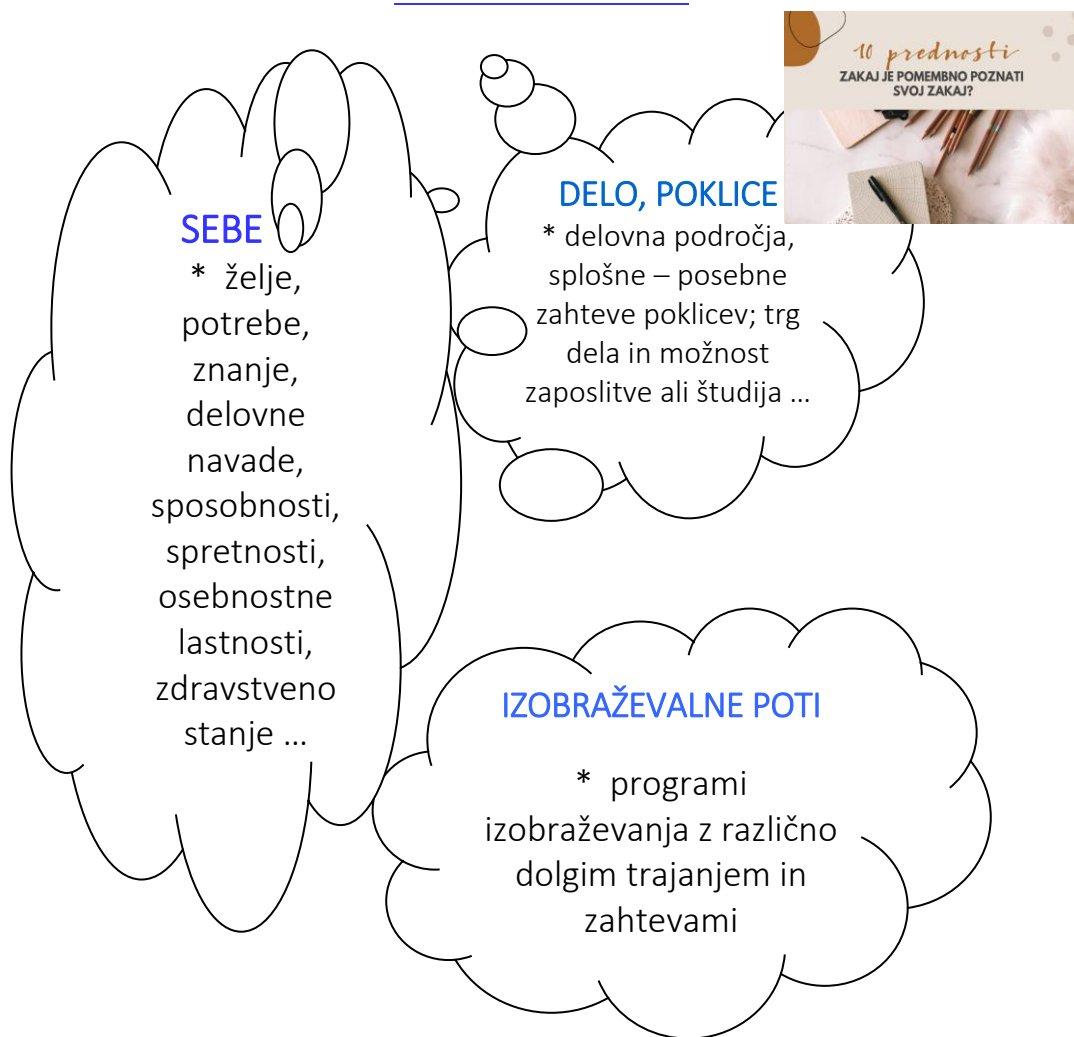 10 prednosti
ZAKAJ JE POMEMBNO POZNATI
SVOJ ZAKAJ?
SEBE
* želje,
potrebe,
znanje,
delovne
navade,
sposobnosti,
spretnosti,
osebnostne
lastnosti,
zdravstveno
stanje …
DELO, POKLICE
* delovna področja,
splošne – posebne
zahteve poklicev; trg
dela in možnost
zaposlitve ali študija …
IZOBRAŽEVALNE POTI
* programi
izobraževanja z različno
dolgim trajanjem in
zahtevami